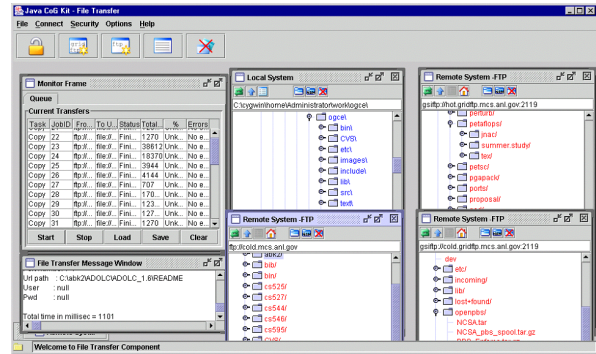 Java CoG Kit - File Transfer
File Connect Security Options Help
grid
ftp
Monitor Frame
Queue
Current Transfers
Task JobID Fro... To U... Status Total... % Errors
Copy 22 ftp://... file://... Fini... 1270 Unk... No e...
Copy 23 ftp://... file://... Fini... 38612 Unk... No e...
Copy 24 ftp://... file://... Fini... 18370 Unk... No e...
Copy 25 ftp://... file://... Fini... 3944 Unk... No e...
Copy 26 ftp://... file://... Fini... 4144 Unk... No e...
Copy 27 ftp://... file://... Fini... 707 Unk... No e...
Copy 28 ftp://... file://... Fini... 170... Unk... No e...
Copy 29 ftp://... file://... Fini... 123... Unk... No e...
Copy 30 ftp://... file://... Fini... 127... Unk... No e...
Copy 31 ftp://... file://... Fini... 1270 Unk... No e...
Start Stop Load Save Clear
File Transfer Message Window
Url path : C:\abk2\ADOLC\ADOLC_1.6\README
User : null
Pwd : null
Total time in millisec = 1101
Local System
C:\cygwin\home\Administrator\work\ogce\
ogce\
bin\
CVS\
etc\
images\
include\
lib\
src\
text\
Remote System -FTP
gsiftp://hot.gridftp.mcs.anl.gov:2119
perturb/
petaflops/
jnac/
summer.study/
tex/
petsc/
pgapack/
ports/
proposal/
Remote System -FTP
ftp://cold.mcs.anl.gov
abk2/
bib/
bin/
cs525/
cs527/
cs544/
cs546/
cs595/
CVS/
Remote System -FTP
gsiftp://cold.gridftp.mcs.anl.gov:2119
dev
etc/
incoming/
lib/
lost+found/
openpbs/
NCSA.tar
NCSA_pbs_spool.tar.gz
Welcome to File Transfer Component